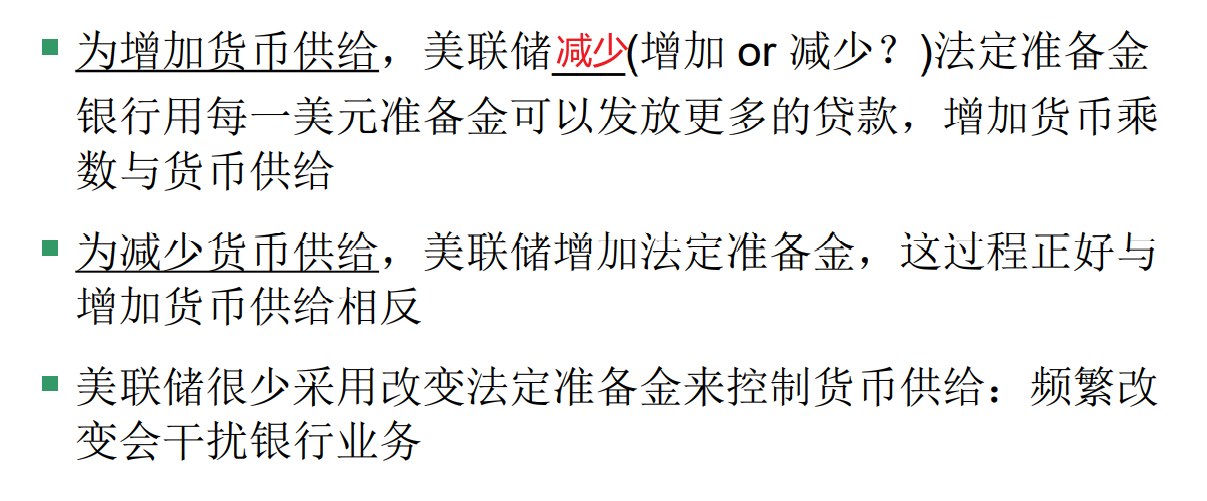 为增加货币供给，美联储减少(增加 or 减少？)法定准备金
银行用每一美元准备金可以发放更多的贷款，增加货币乘
数与货币供给
为减少货币供给，美联储增加法定准备金，这过程正好与
增加货币供给相反
美联储很少采用改变法定准备金来控制货币供给：频繁改
变会干扰银行业务